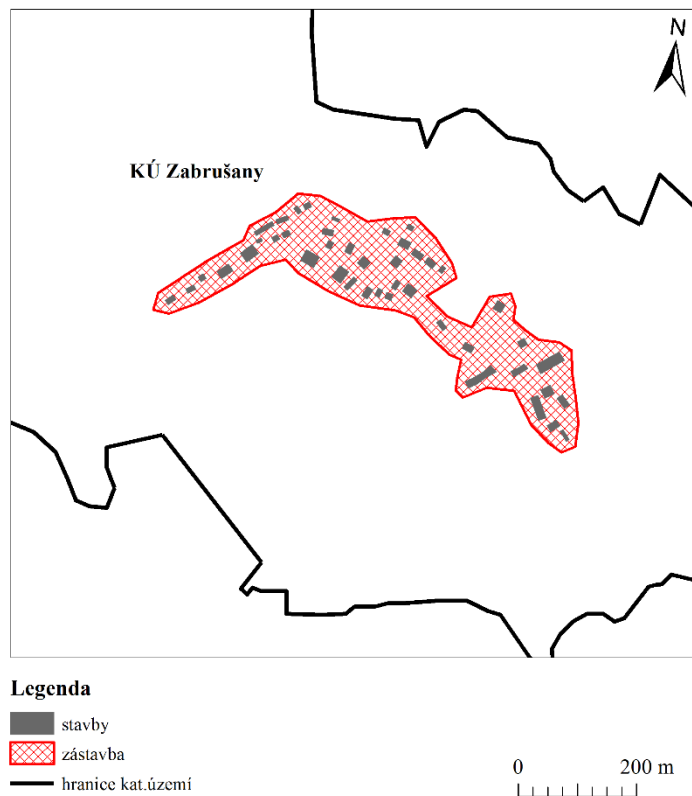 N
KÚ Zabrušany
Legenda
stavby
zástavba
hranice kat.území
0 200 m